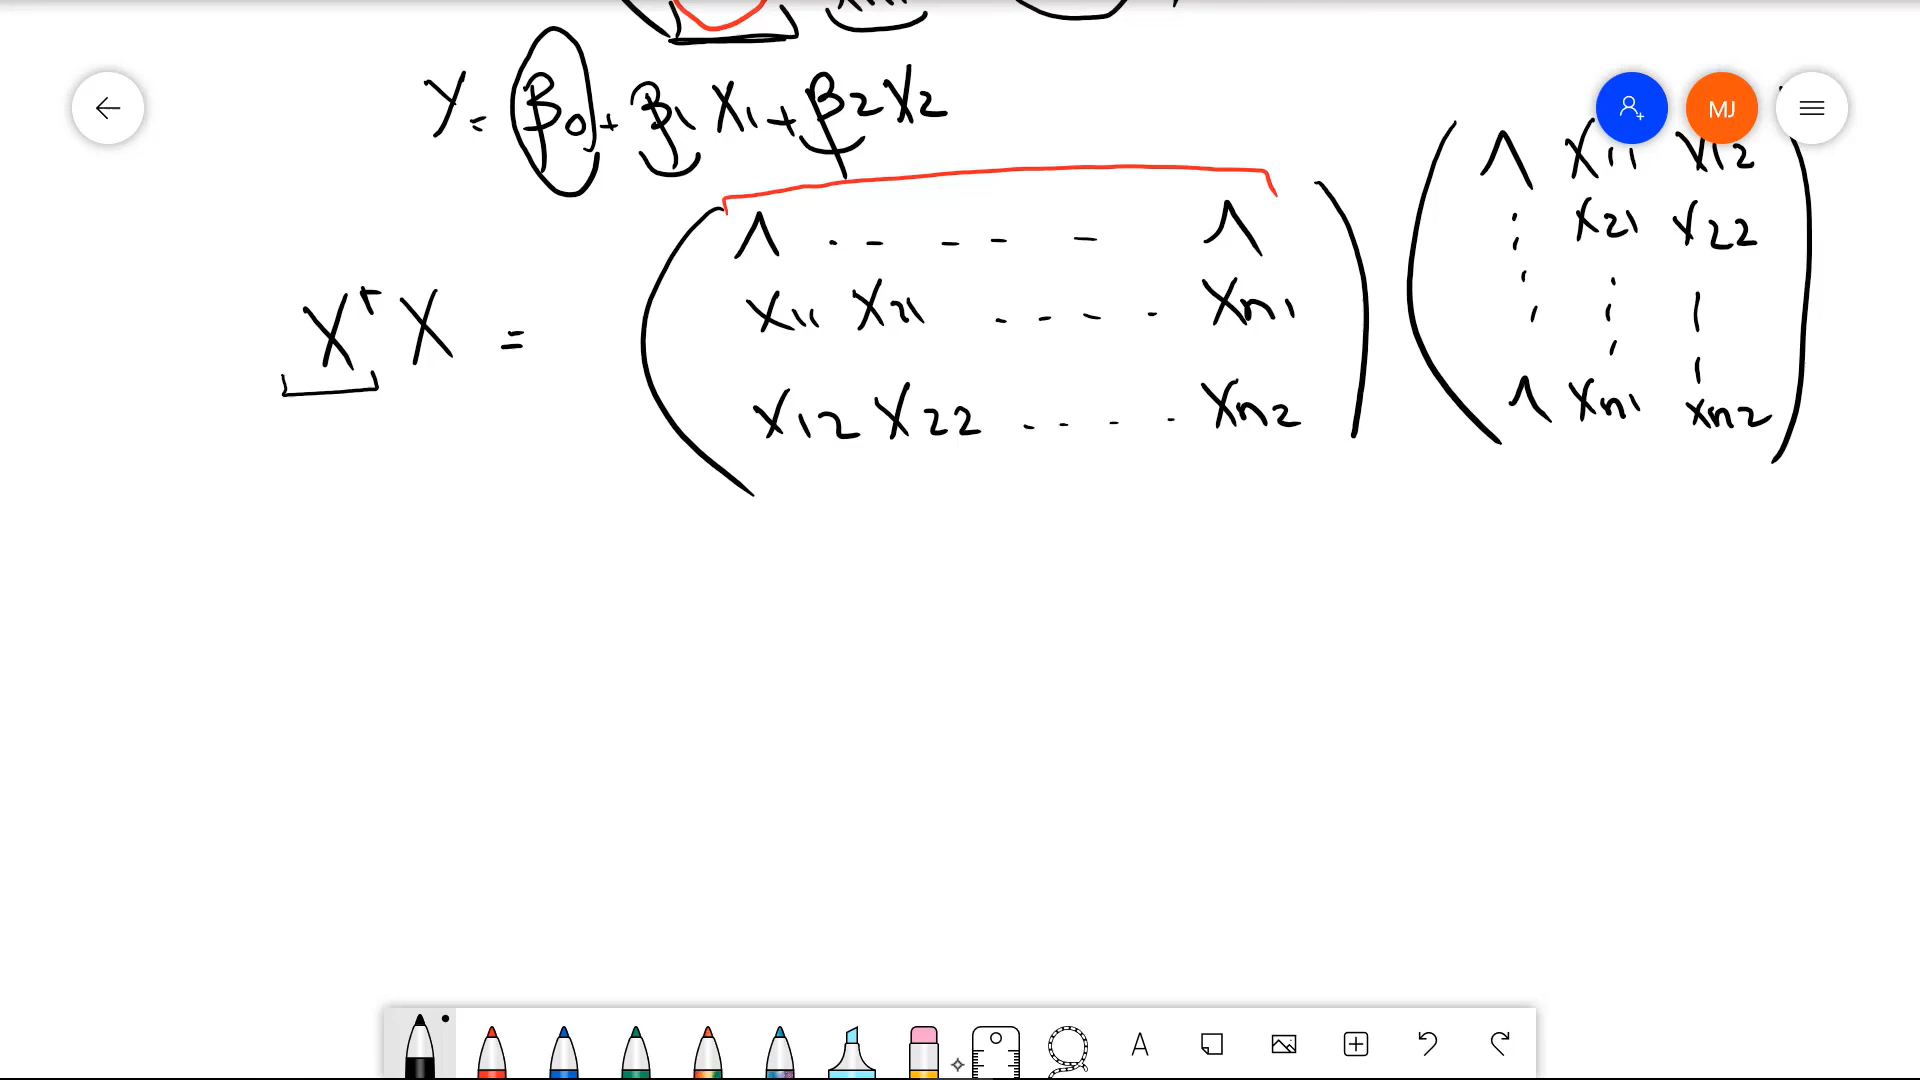 Y = β0 + β1 X1 + β2 X2
X^T X = ( 1 . - - - - 1 ) ( 1 X11 X12
X11 X21 . - - - Xn1 : X21 X22
X12 X22 . - - - Xn2 1 Xn1 Xn2 )
MJ
A